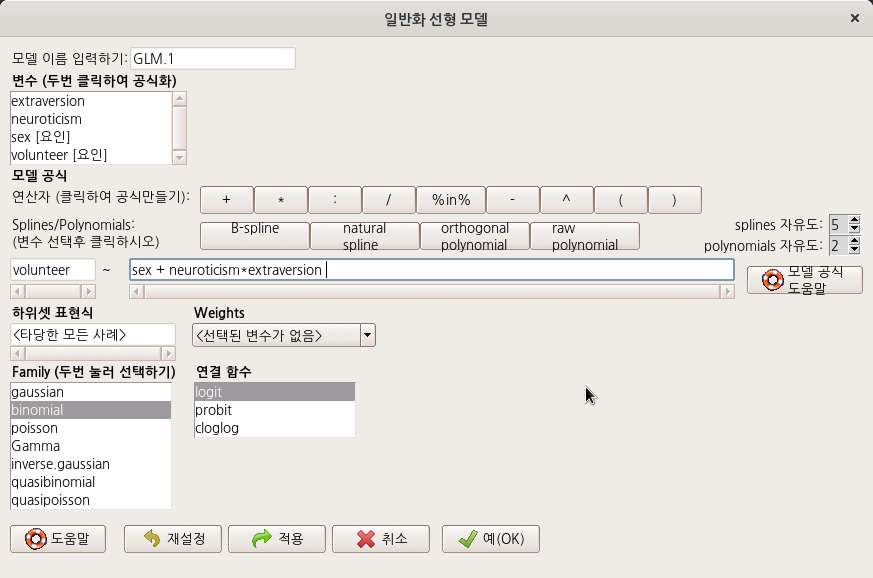 일반화 선형 모델
모델 이름 입력하기: GLM.1
변수 (두번 클릭하여 공식화)
extraversion
neuroticism
sex [요인]
volunteer [요인]
모델 공식
연산자 (클릭하여 공식만들기): + * : / %in% - ^ ( )
Splines/Polynomials:
(변수 선택후 클릭하시오)
B-spline
natural
spline
orthogonal
polynomial
raw
polynomial
splines 자유도: 5
polynomials 자유도: 2
volunteer ~ sex + neuroticism*extraversion
모델 공식
도움말
하위셋 표현식
<타당한 모든 사례>
Weights
<선택된 변수가 없음>
Family (두번 눌러 선택하기)
gaussian
binomial
poisson
Gamma
inverse.gaussian
quasibinomial
quasipoisson
연결 함수
logit
probit
cloglog
도움말 재설정 적용 취소 예(OK)